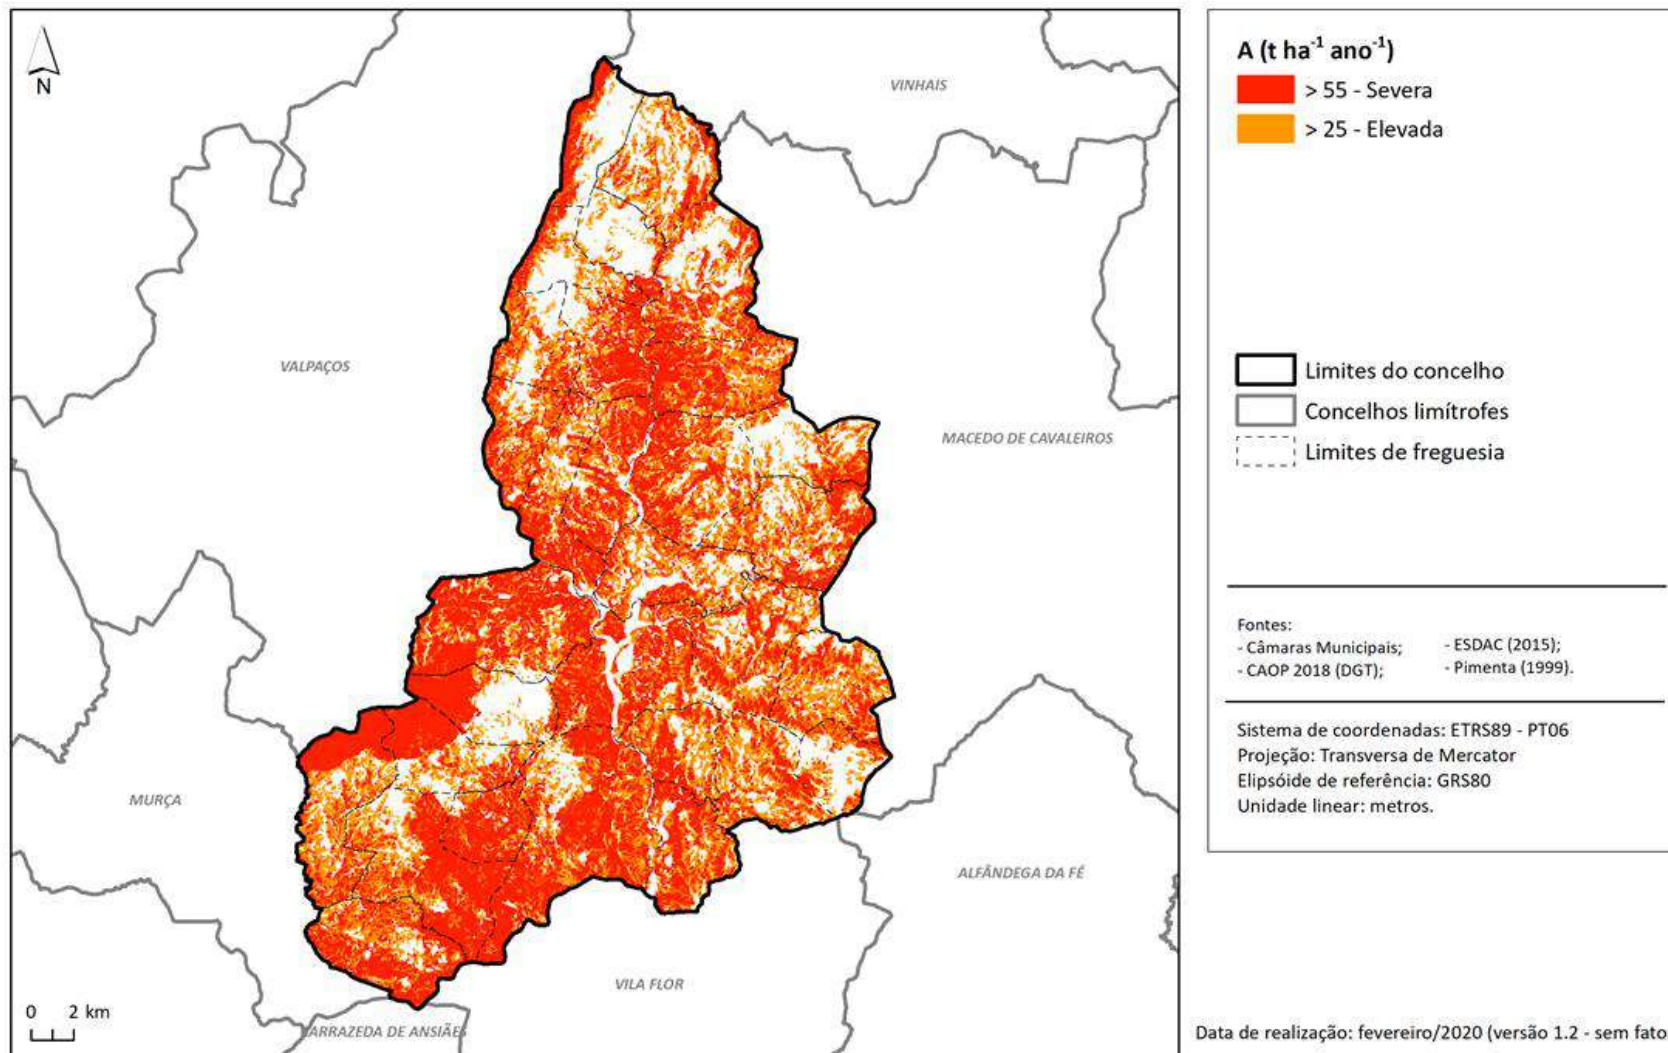 N
VINHAIS
VALPAÇOS
MACEDO DE CAVALEIROS
MURÇA
ALFÂNDEGA DA FÉ
VILA FLOR
ARRAZEDA DE ANSIÃES
0 2 km
A (t ha⁻¹ ano⁻¹)
> 55 - Severa
> 25 - Elevada
Limites do concelho
Concelhos limítrofes
Limites de freguesia
Fontes:
- Câmaras Municipais; - ESDAC (2015);
- CAOP 2018 (DGT); - Pimenta (1999).
Sistema de coordenadas: ETRS89 - PT06
Projeção: Transversa de Mercator
Elipsóide de referência: GRS80
Unidade linear: metros.
Data de realização: fevereiro/2020 (versão 1.2 - sem fato